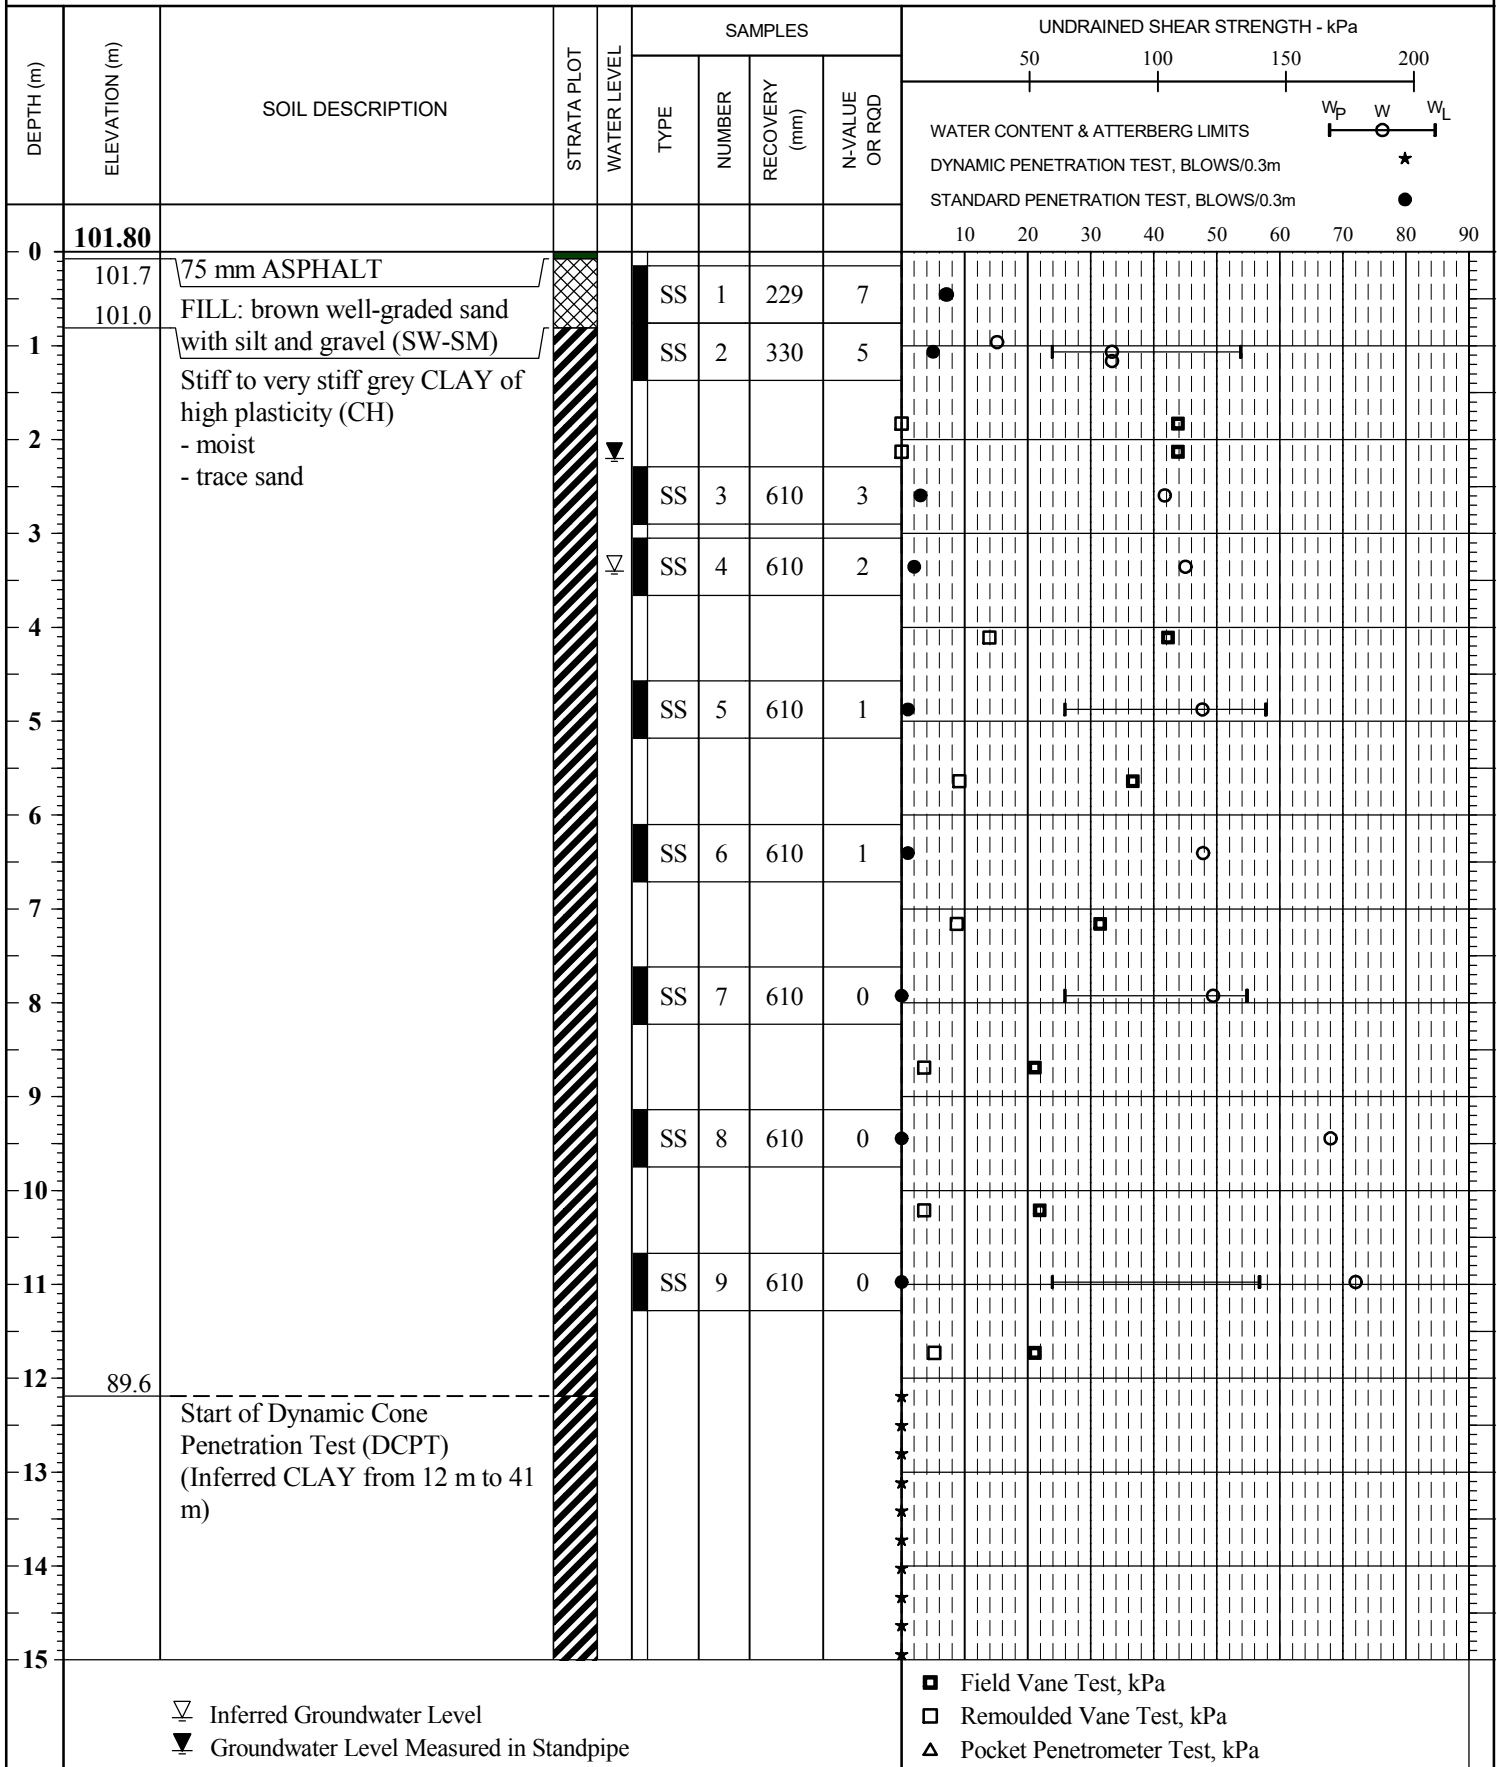 DEPTH (m)
ELEVATION (m)
SOIL DESCRIPTION
STRATA PLOT
WATER LEVEL
SAMPLES
TYPE
NUMBER
RECOVERY (mm)
N-VALUE OR RQD
UNDRAINED SHEAR STRENGTH - kPa
50 100 150 200
WATER CONTENT & ATTERBERG LIMITS
WP W WL
DYNAMIC PENETRATION TEST, BLOWS/0.3m ★
STANDARD PENETRATION TEST, BLOWS/0.3m ●
10 20 30 40 50 60 70 80 90
0
101.80
101.7
75 mm ASPHALT
101.0
FILL: brown well-graded sand
with silt and gravel (SW-SM)
Stiff to very stiff grey CLAY of
high plasticity (CH)
- moist
- trace sand
SS 1 229 7
1
SS 2 330 5
2
SS 3 610 3
3
SS 4 610 2
4
SS 5 610 1
5
6
SS 6 610 1
7
SS 7 610 0
8
9
SS 8 610 0
10
SS 9 610 0
11
12
89.6
Start of Dynamic Cone
Penetration Test (DCPT)
(Inferred CLAY from 12 m to 41
m)
13
14
15
Inferred Groundwater Level
Groundwater Level Measured in Standpipe
Field Vane Test, kPa
Remoulded Vane Test, kPa
Pocket Penetrometer Test, kPa